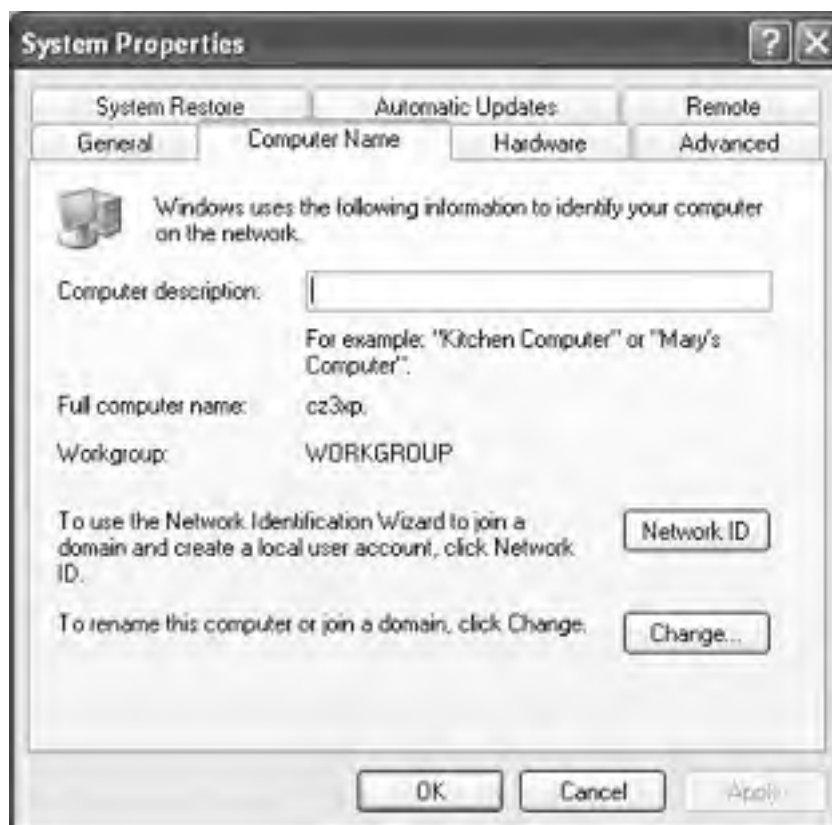 System Properties
System Restore
Automatic Updates
Remote
General
Computer Name
Hardware
Advanced
Windows uses the following information to identify your computer
on the network.
Computer description:
For example: "Kitchen Computer" or "Mary's
Computer".
Full computer name:
cz3xp.
Workgroup:
WORKGROUP
To use the Network Identification Wizard to join a
domain and create a local user account, click Network
ID.
Network ID
To rename this computer or join a domain, click Change.
Change...
OK
Cancel
Apply